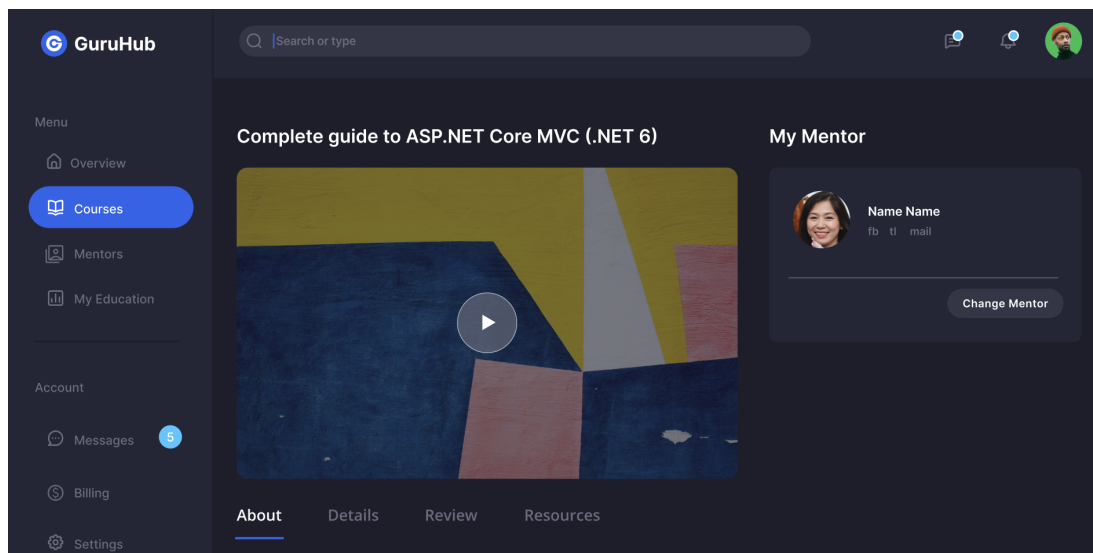 GuruHub
Search or type
Menu
Overview
Courses
Mentors
My Education
Account
Messages 5
Billing
Settings
Complete guide to ASP.NET Core MVC (.NET 6)
About Details Review Resources
My Mentor
Name Name
fb tl mail
Change Mentor